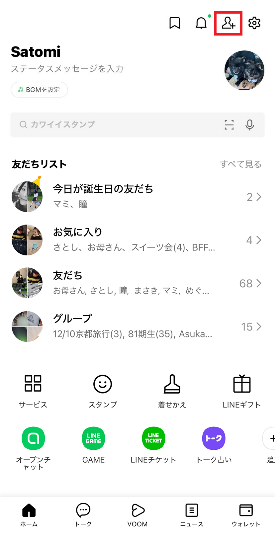 Satomi
ステータスメッセージを入力
BGMを設定
カワイイスタンプ
友だちリスト すべて見る
今日が誕生日の友だち
マミ、瞳
2
お気に入り
さとし、お母さん、スイーツ会(4)、BFF...
4
友だち
お母さん, さとし, 瞳, まさき, マミ, めぐ...
68
グループ
12/10京都旅行(3), 81期生(35), Asuka...
15
サービス スタンプ 着せかえ LINEギフト
LINE GAME LINE TICKET トーク
オープンチャット GAME LINEチケット トーク占い 追
ホーム トーク VOOM ニュース ウォレット